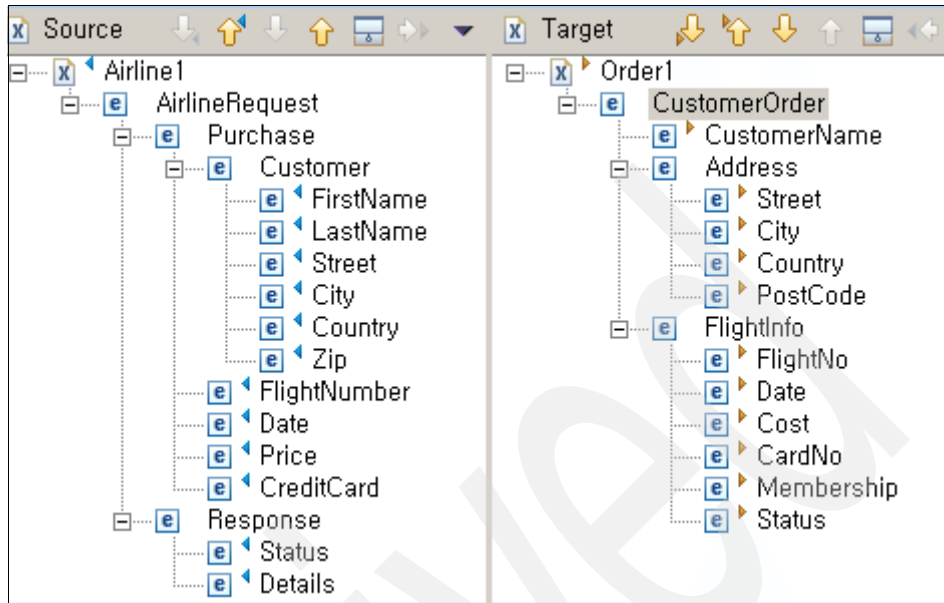 Source
Airline1
AirlineRequest
Purchase
Customer
FirstName
LastName
Street
City
Country
Zip
FlightNumber
Date
Price
CreditCard
Response
Status
Details
Target
Order1
CustomerOrder
CustomerName
Address
Street
City
Country
PostCode
FlightInfo
FlightNo
Date
Cost
CardNo
Membership
Status